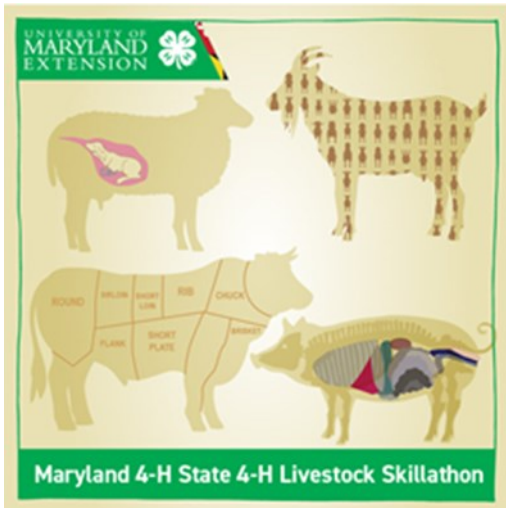 UNIVERSITY OF
MARYLAND
EXTENSION
ROUND
SIRLOIN
SHORT
LOIN
RIB
CHUCK
FLANK
SHORT
PLATE
BRISKET
Maryland 4-H State 4-H Livestock Skillathon